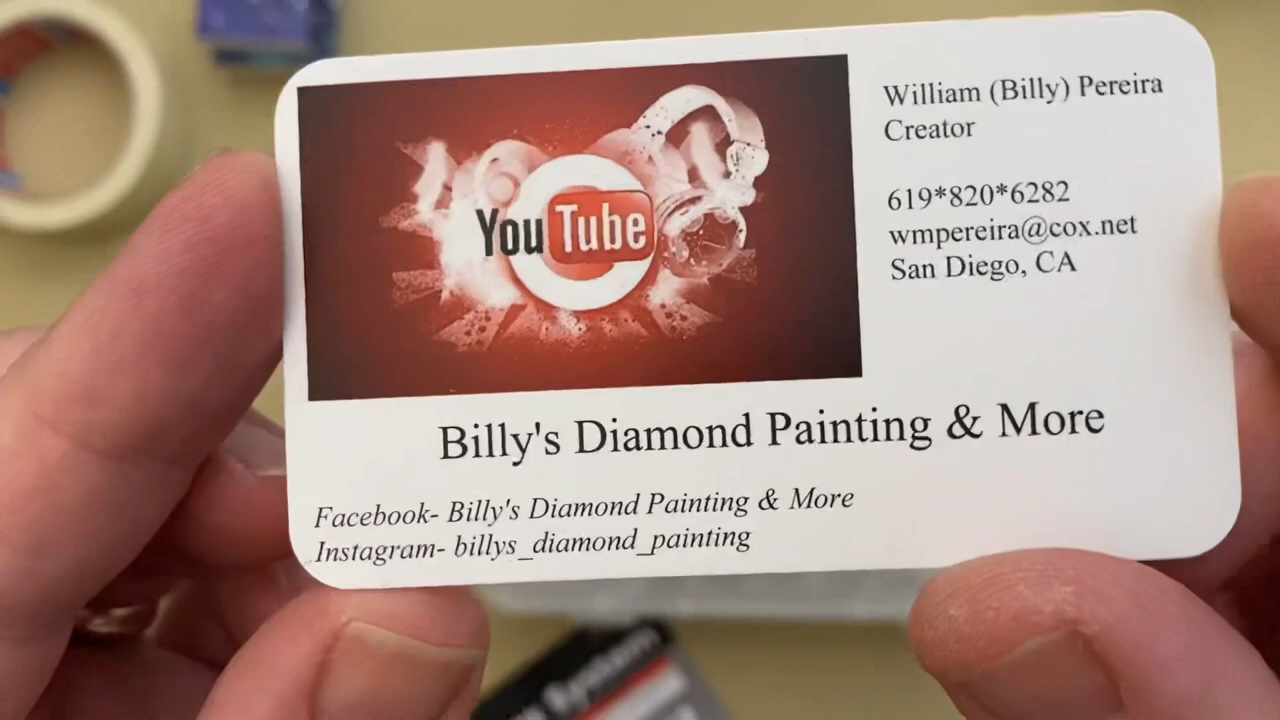 William (Billy) Pereira
Creator
619*820*6282
wmpereira@cox.net
San Diego, CA
YouTube
Billy's Diamond Painting & More
Facebook- Billy's Diamond Painting & More
Instagram- billys_diamond_painting
System